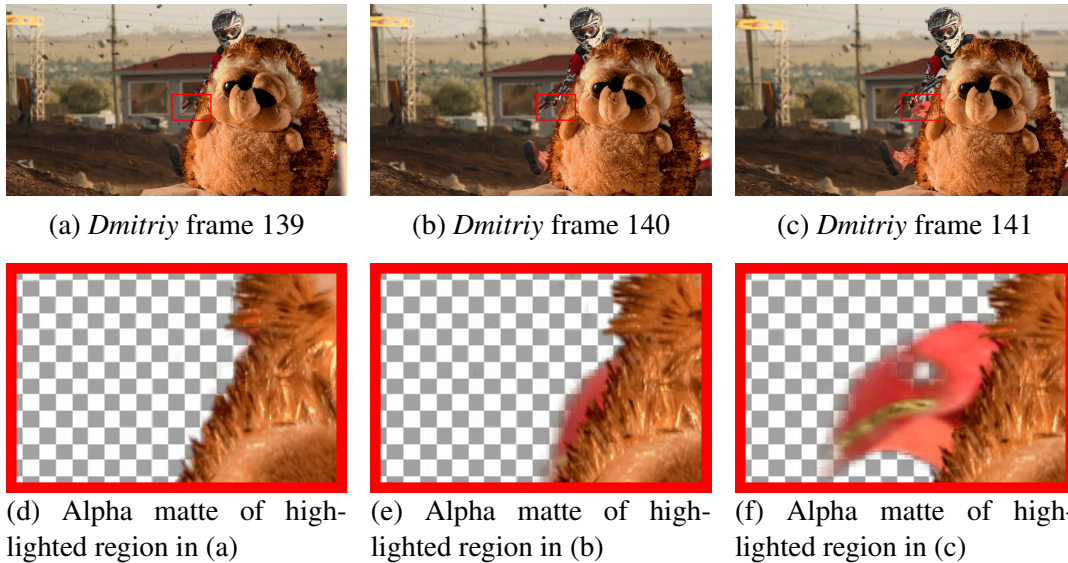 (a) Dmitriy frame 139
(b) Dmitriy frame 140
(c) Dmitriy frame 141
(d) Alpha matte of high-
lighted region in (a)
(e) Alpha matte of high-
lighted region in (b)
(f) Alpha matte of high-
lighted region in (c)